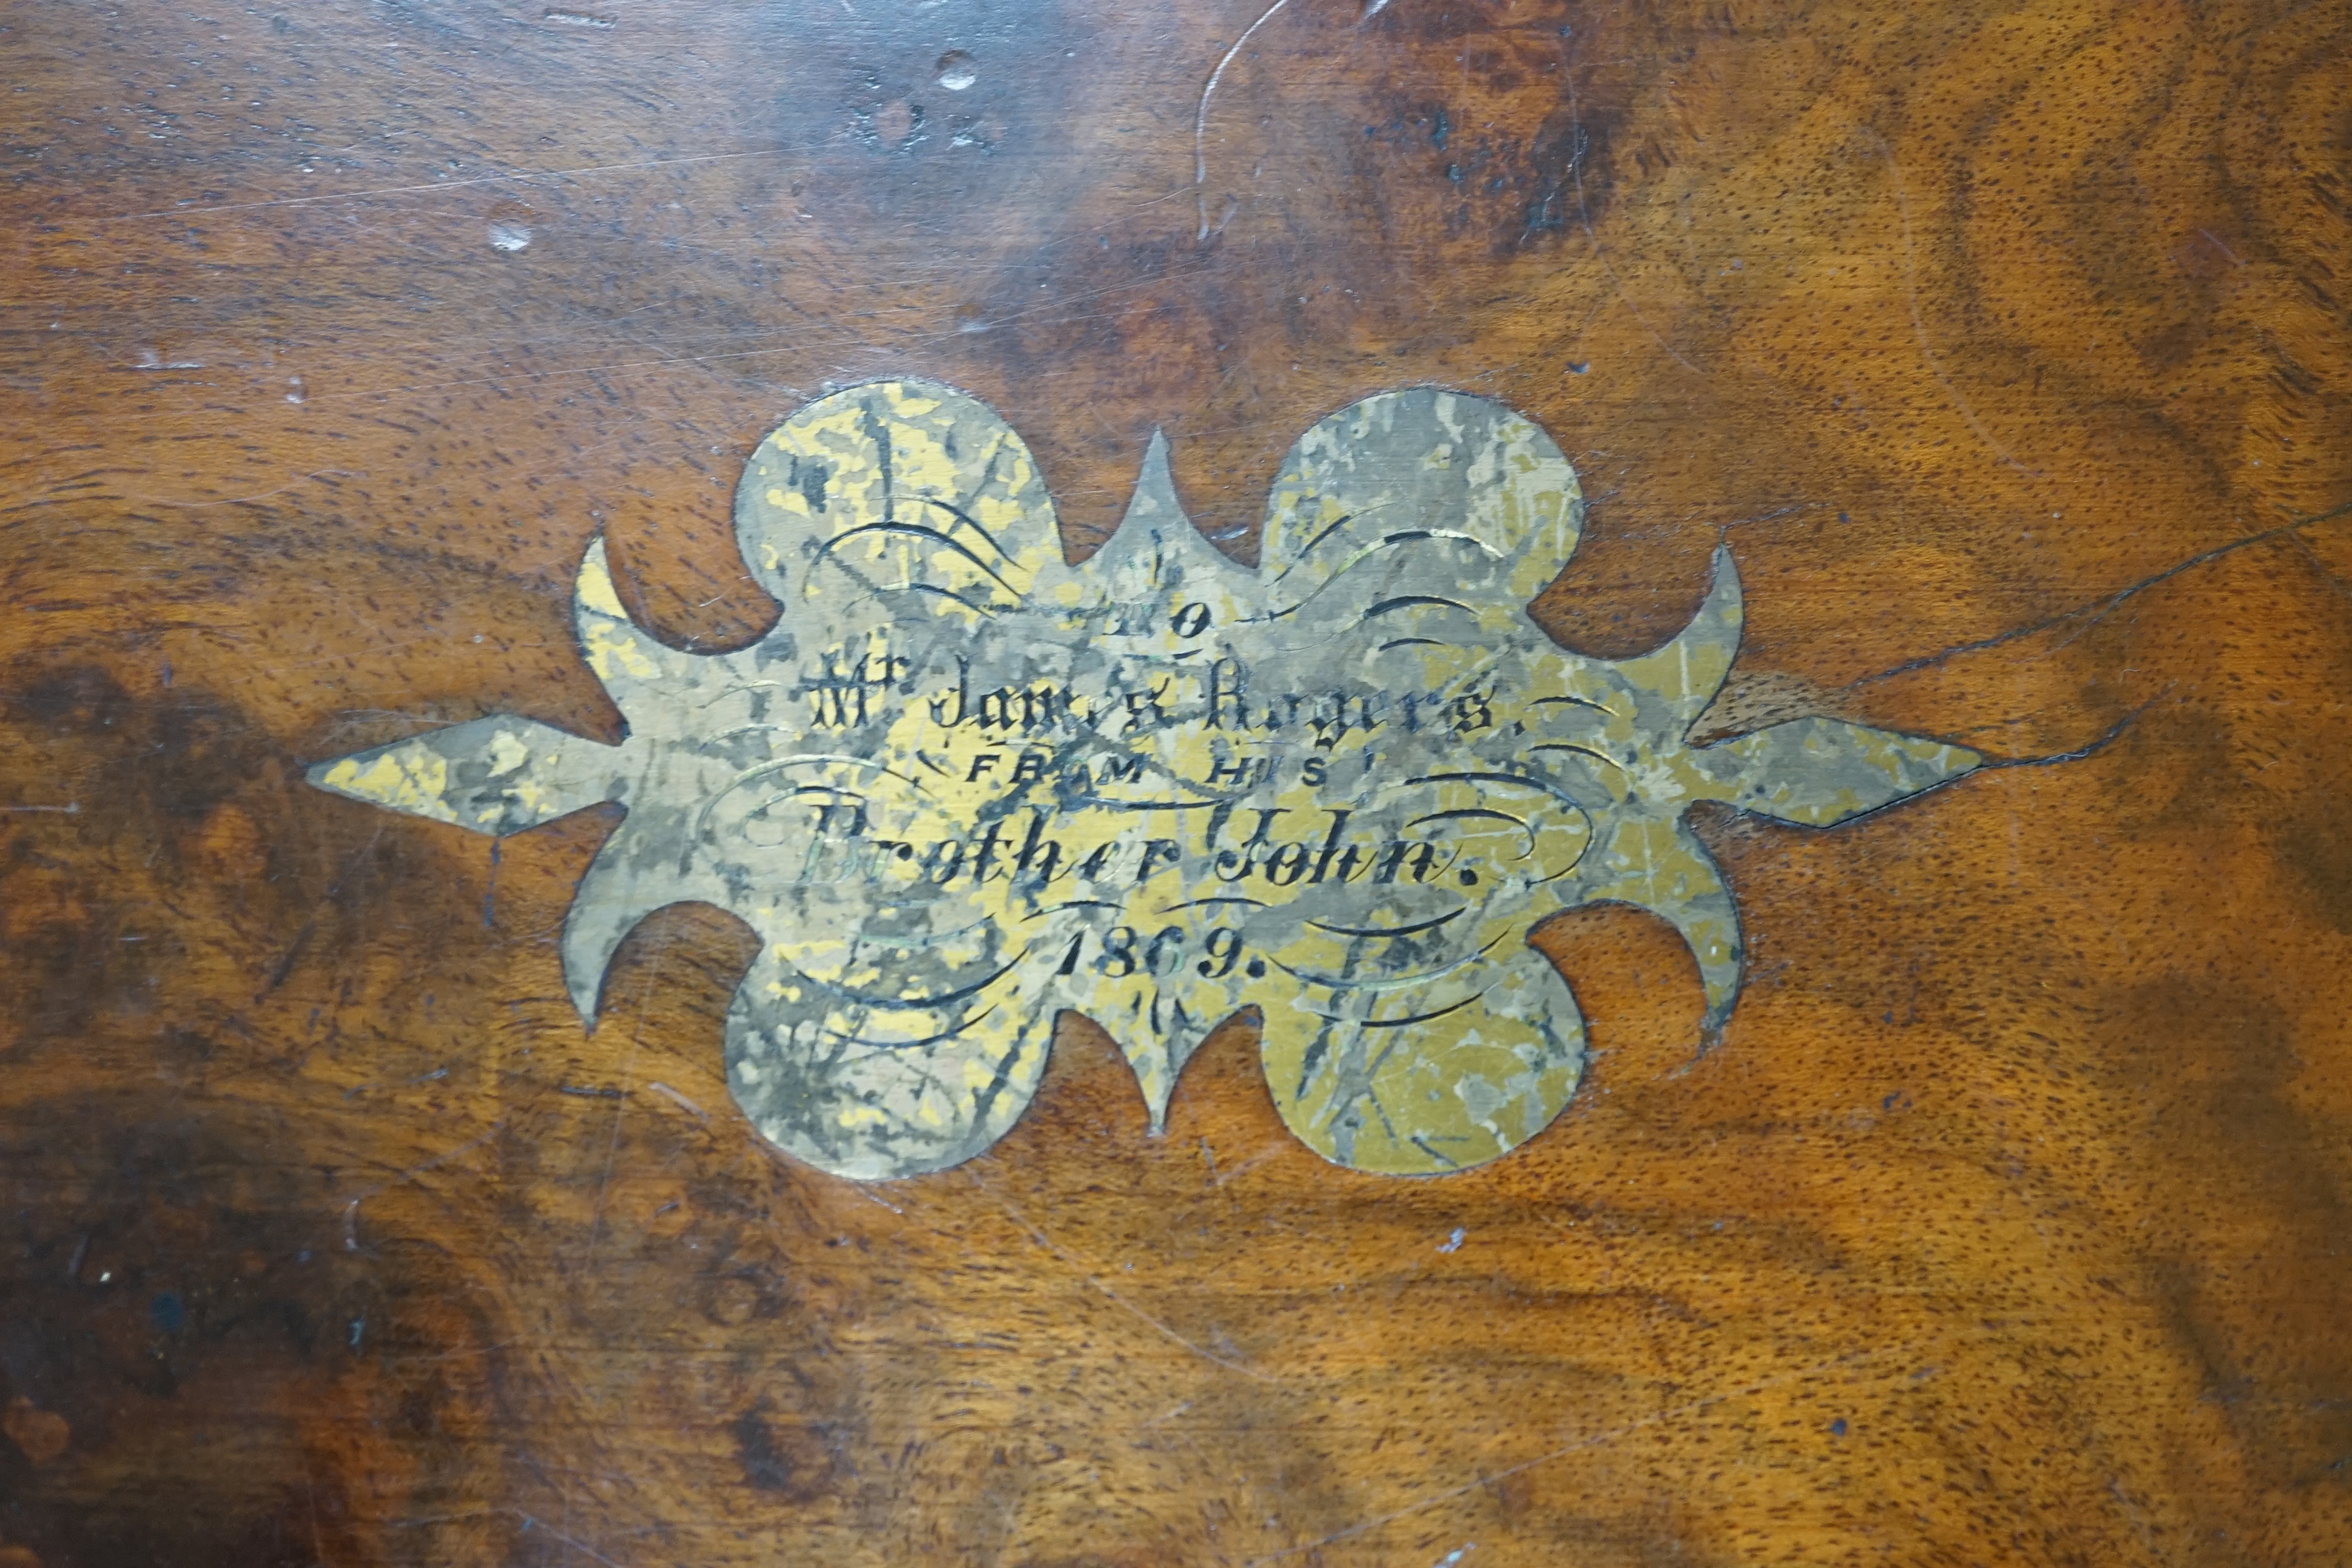 To
Mr. James Rogers.
FROM HIS
Brother John.
1869.